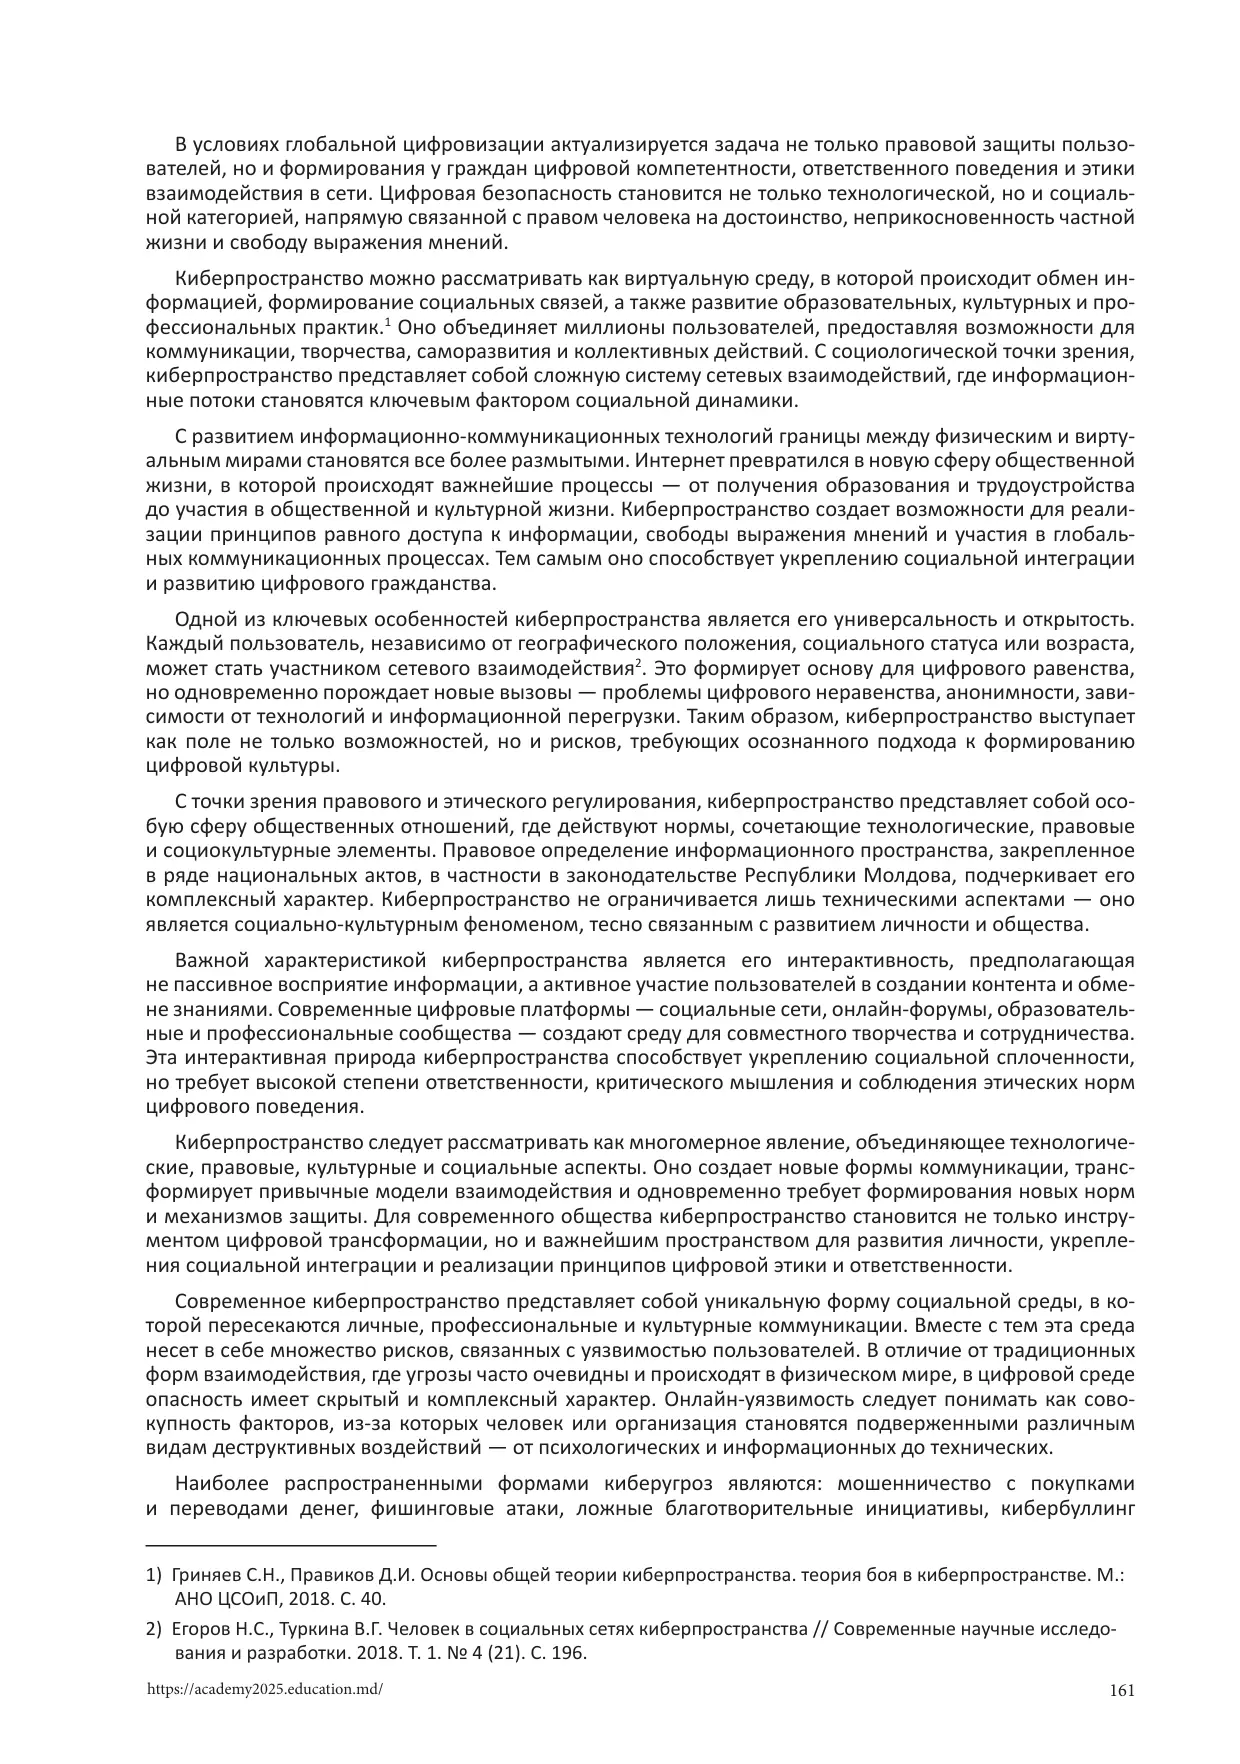 В условиях глобальной цифровизации актуализируется задача не только правовой защиты пользо-
вателей, но и формирования у граждан цифровой компетентности, ответственного поведения и этики
взаимодействия в сети. Цифровая безопасность становится не только технологической, но и социаль-
ной категорией, напрямую связанной с правом человека на достоинство, неприкосновенность частной
жизни и свободу выражения мнений.
Киберпространство можно рассматривать как виртуальную среду, в которой происходит обмен ин-
формацией, формирование социальных связей, а также развитие образовательных, культурных и про-
фессиональных практик.1 Оно объединяет миллионы пользователей, предоставляя возможности для
коммуникации, творчества, саморазвития и коллективных действий. С социологической точки зрения,
киберпространство представляет собой сложную систему сетевых взаимодействий, где информацион-
ные потоки становятся ключевым фактором социальной динамики.
С развитием информационно-коммуникационных технологий границы между физическим и вирту-
альным мирами становятся все более размытыми. Интернет превратился в новую сферу общественной
жизни, в которой происходят важнейшие процессы — от получения образования и трудоустройства
до участия в общественной и культурной жизни. Киберпространство создает возможности для реали-
зации принципов равного доступа к информации, свободы выражения мнений и участия в глобаль-
ных коммуникационных процессах. Тем самым оно способствует укреплению социальной интеграции
и развитию цифрового гражданства.
Одной из ключевых особенностей киберпространства является его универсальность и открытость.
Каждый пользователь, независимо от географического положения, социального статуса или возраста,
может стать участником сетевого взаимодействия2. Это формирует основу для цифрового равенства,
но одновременно порождает новые вызовы — проблемы цифрового неравенства, анонимности, зави-
симости от технологий и информационной перегрузки. Таким образом, киберпространство выступает
как поле не только возможностей, но и рисков, требующих осознанного подхода к формированию
цифровой культуры.
С точки зрения правового и этического регулирования, киберпространство представляет собой осо-
бую сферу общественных отношений, где действуют нормы, сочетающие технологические, правовые
и социокультурные элементы. Правовое определение информационного пространства, закрепленное
в ряде национальных актов, в частности в законодательстве Республики Молдова, подчеркивает его
комплексный характер. Киберпространство не ограничивается лишь техническими аспектами — оно
является социально-культурным феноменом, тесно связанным с развитием личности и общества.
Важной характеристикой киберпространства является его интерактивность, предполагающая
не пассивное восприятие информации, а активное участие пользователей в создании контента и обме-
не знаниями. Современные цифровые платформы — социальные сети, онлайн-форумы, образователь-
ные и профессиональные сообщества — создают среду для совместного творчества и сотрудничества.
Эта интерактивная природа киберпространства способствует укреплению социальной сплоченности,
но требует высокой степени ответственности, критического мышления и соблюдения этических норм
цифрового поведения.
Киберпространство следует рассматривать как многомерное явление, объединяющее технологиче-
ские, правовые, культурные и социальные аспекты. Оно создает новые формы коммуникации, транс-
формирует привычные модели взаимодействия и одновременно требует формирования новых норм
и механизмов защиты. Для современного общества киберпространство становится не только инстру-
ментом цифровой трансформации, но и важнейшим пространством для развития личности, укрепле-
ния социальной интеграции и реализации принципов цифровой этики и ответственности.
Современное киберпространство представляет собой уникальную форму социальной среды, в ко-
торой пересекаются личные, профессиональные и культурные коммуникации. Вместе с тем эта среда
несет в себе множество рисков, связанных с уязвимостью пользователей. В отличие от традиционных
форм взаимодействия, где угрозы часто очевидны и происходят в физическом мире, в цифровой среде
опасность имеет скрытый и комплексный характер. Онлайн-уязвимость следует понимать как сово-
купность факторов, из-за которых человек или организация становятся подверженными различным
видам деструктивных воздействий — от психологических и информационных до технических.
Наиболее распространенными формами киберугроз являются: мошенничество с покупками
и переводами денег, фишинговые атаки, ложные благотворительные инициативы, кибербуллинг
1) Гриняев С.Н., Правиков Д.И. Основы общей теории киберпространства. теория боя в киберпространстве. М.:
АНО ЦСОиП, 2018. С. 40.
2) Егоров Н.С., Туркина В.Г. Человек в социальных сетях киберпространства // Современные научные исследо-
вания и разработки. 2018. Т. 1. № 4 (21). С. 196.
https://academy2025.education.md/
161